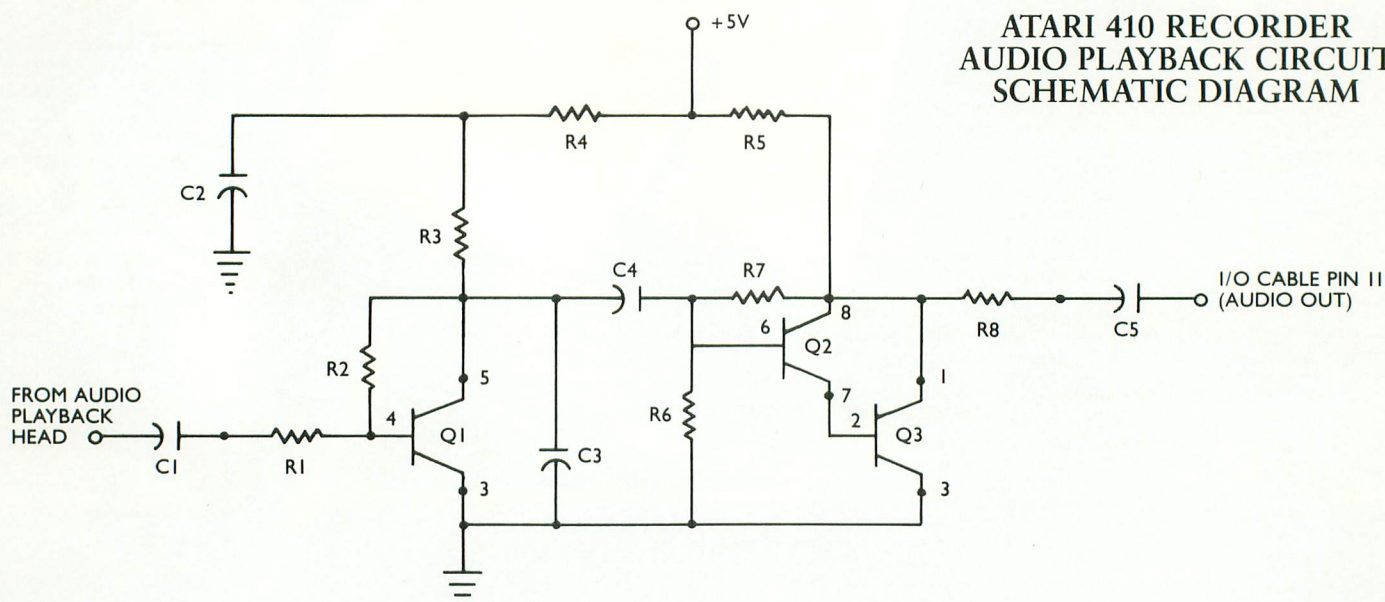 ATARI 410 RECORDER
AUDIO PLAYBACK CIRCUIT
SCHEMATIC DIAGRAM
+5V
R4
R5
C2
R3
C4
R7
I/O CABLE PIN 11
(AUDIO OUT)
6
8
Q2
R8
C5
R2
5
7
1
FROM AUDIO
PLAYBACK
HEAD
4
Q1
R6
2
Q3
C1
R1
C3
3
3